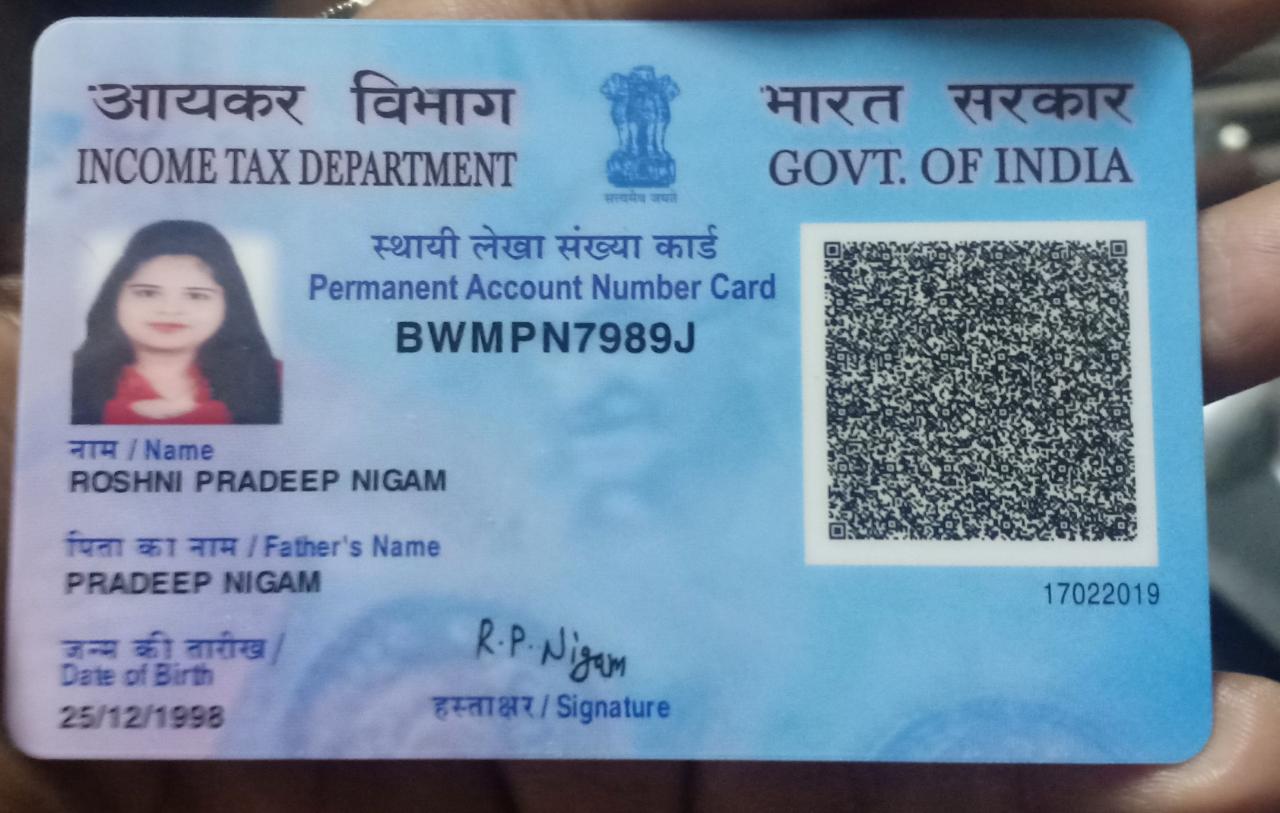 आयकर विभाग
INCOME TAX DEPARTMENT
सत्यमेव जयते
भारत सरकार
GOVT. OF INDIA
स्थायी लेखा संख्या कार्ड
Permanent Account Number Card
BWMPN7989J
नाम / Name
ROSHNI PRADEEP NIGAM
पिता का नाम / Father's Name
PRADEEP NIGAM
जन्म की तारीख /
Date of Birth
25/12/1998
R.P. Nigam
हस्ताक्षर / Signature
17022019